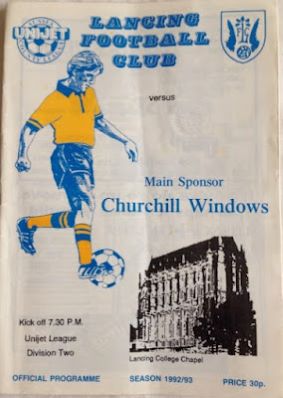 LANCING
FOOTBALL
CLUB
UNIJET
versus
Main Sponsor
Churchill Windows
Kick off 7.30 P.M.
Unijet League
Division Two
Lancing College Chapel
OFFICIAL PROGRAMME SEASON 1992/93 PRICE 30p.